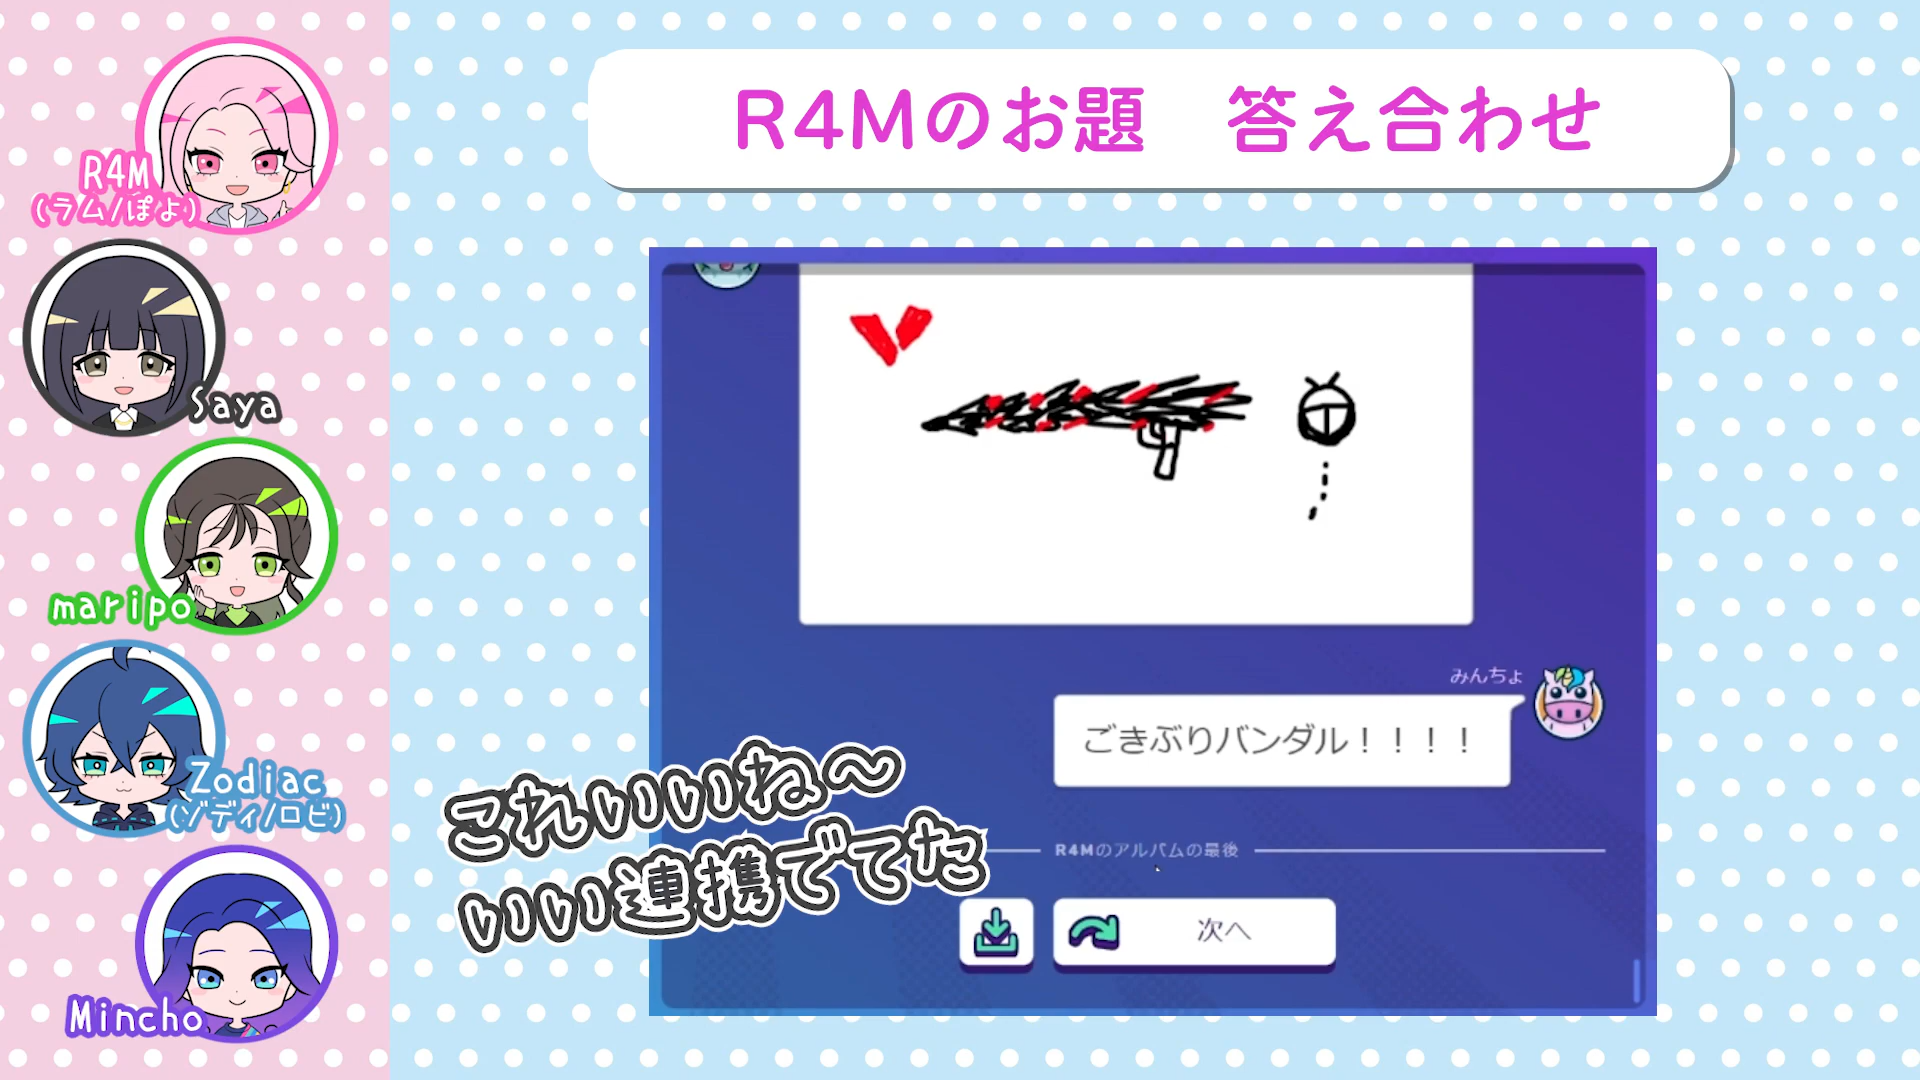 R4Mのお題　答え合わせ
R4M
(ラム/ぽよ)
Saya
maripo
Zodiac
(ゾディ/ロビ)
Mincho
みんちょ
ごきぶりバンダル！！！！
これいいね～
いい連携でてた
R4Mのアルバムの最後
次へ